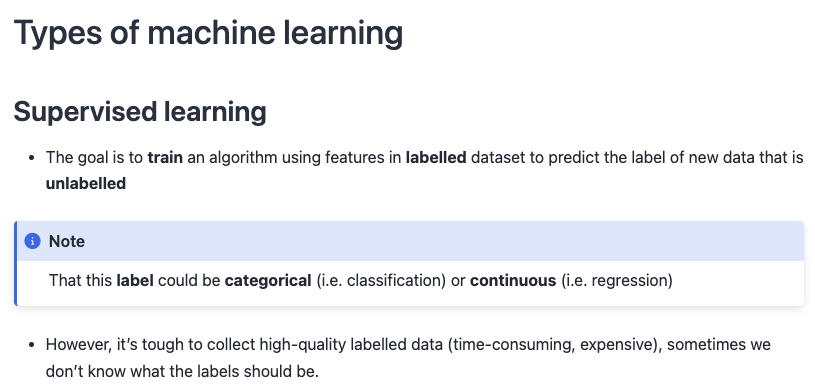 Types of machine learning
Supervised learning
• The goal is to train an algorithm using features in labelled dataset to predict the label of new data that is
unlabelled
Note
That this label could be categorical (i.e. classification) or continuous (i.e. regression)
• However, it’s tough to collect high-quality labelled data (time-consuming, expensive), sometimes we
don’t know what the labels should be.